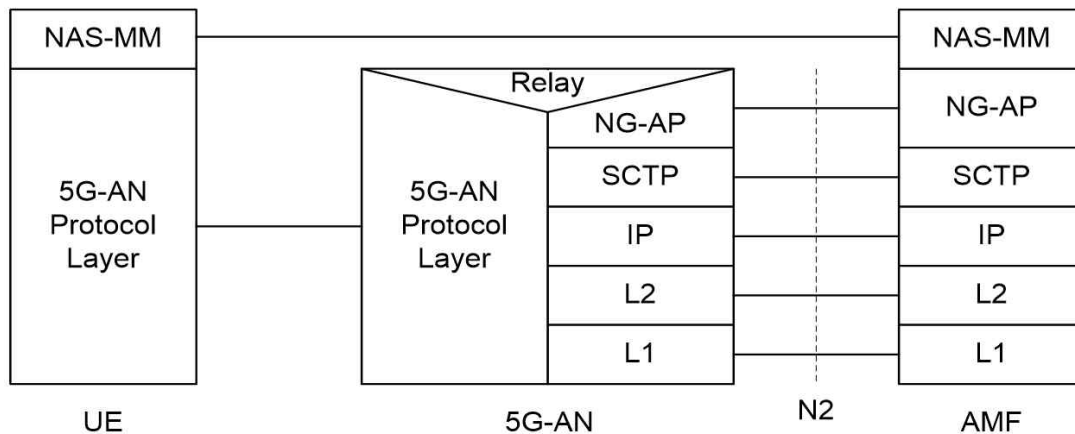 NAS-MM
NAS-MM
Relay
NG-AP
NG-AP
5G-AN
Protocol
Layer
5G-AN
Protocol
Layer
SCTP
SCTP
IP
IP
L2
L2
L1
L1
UE
5G-AN
N2
AMF